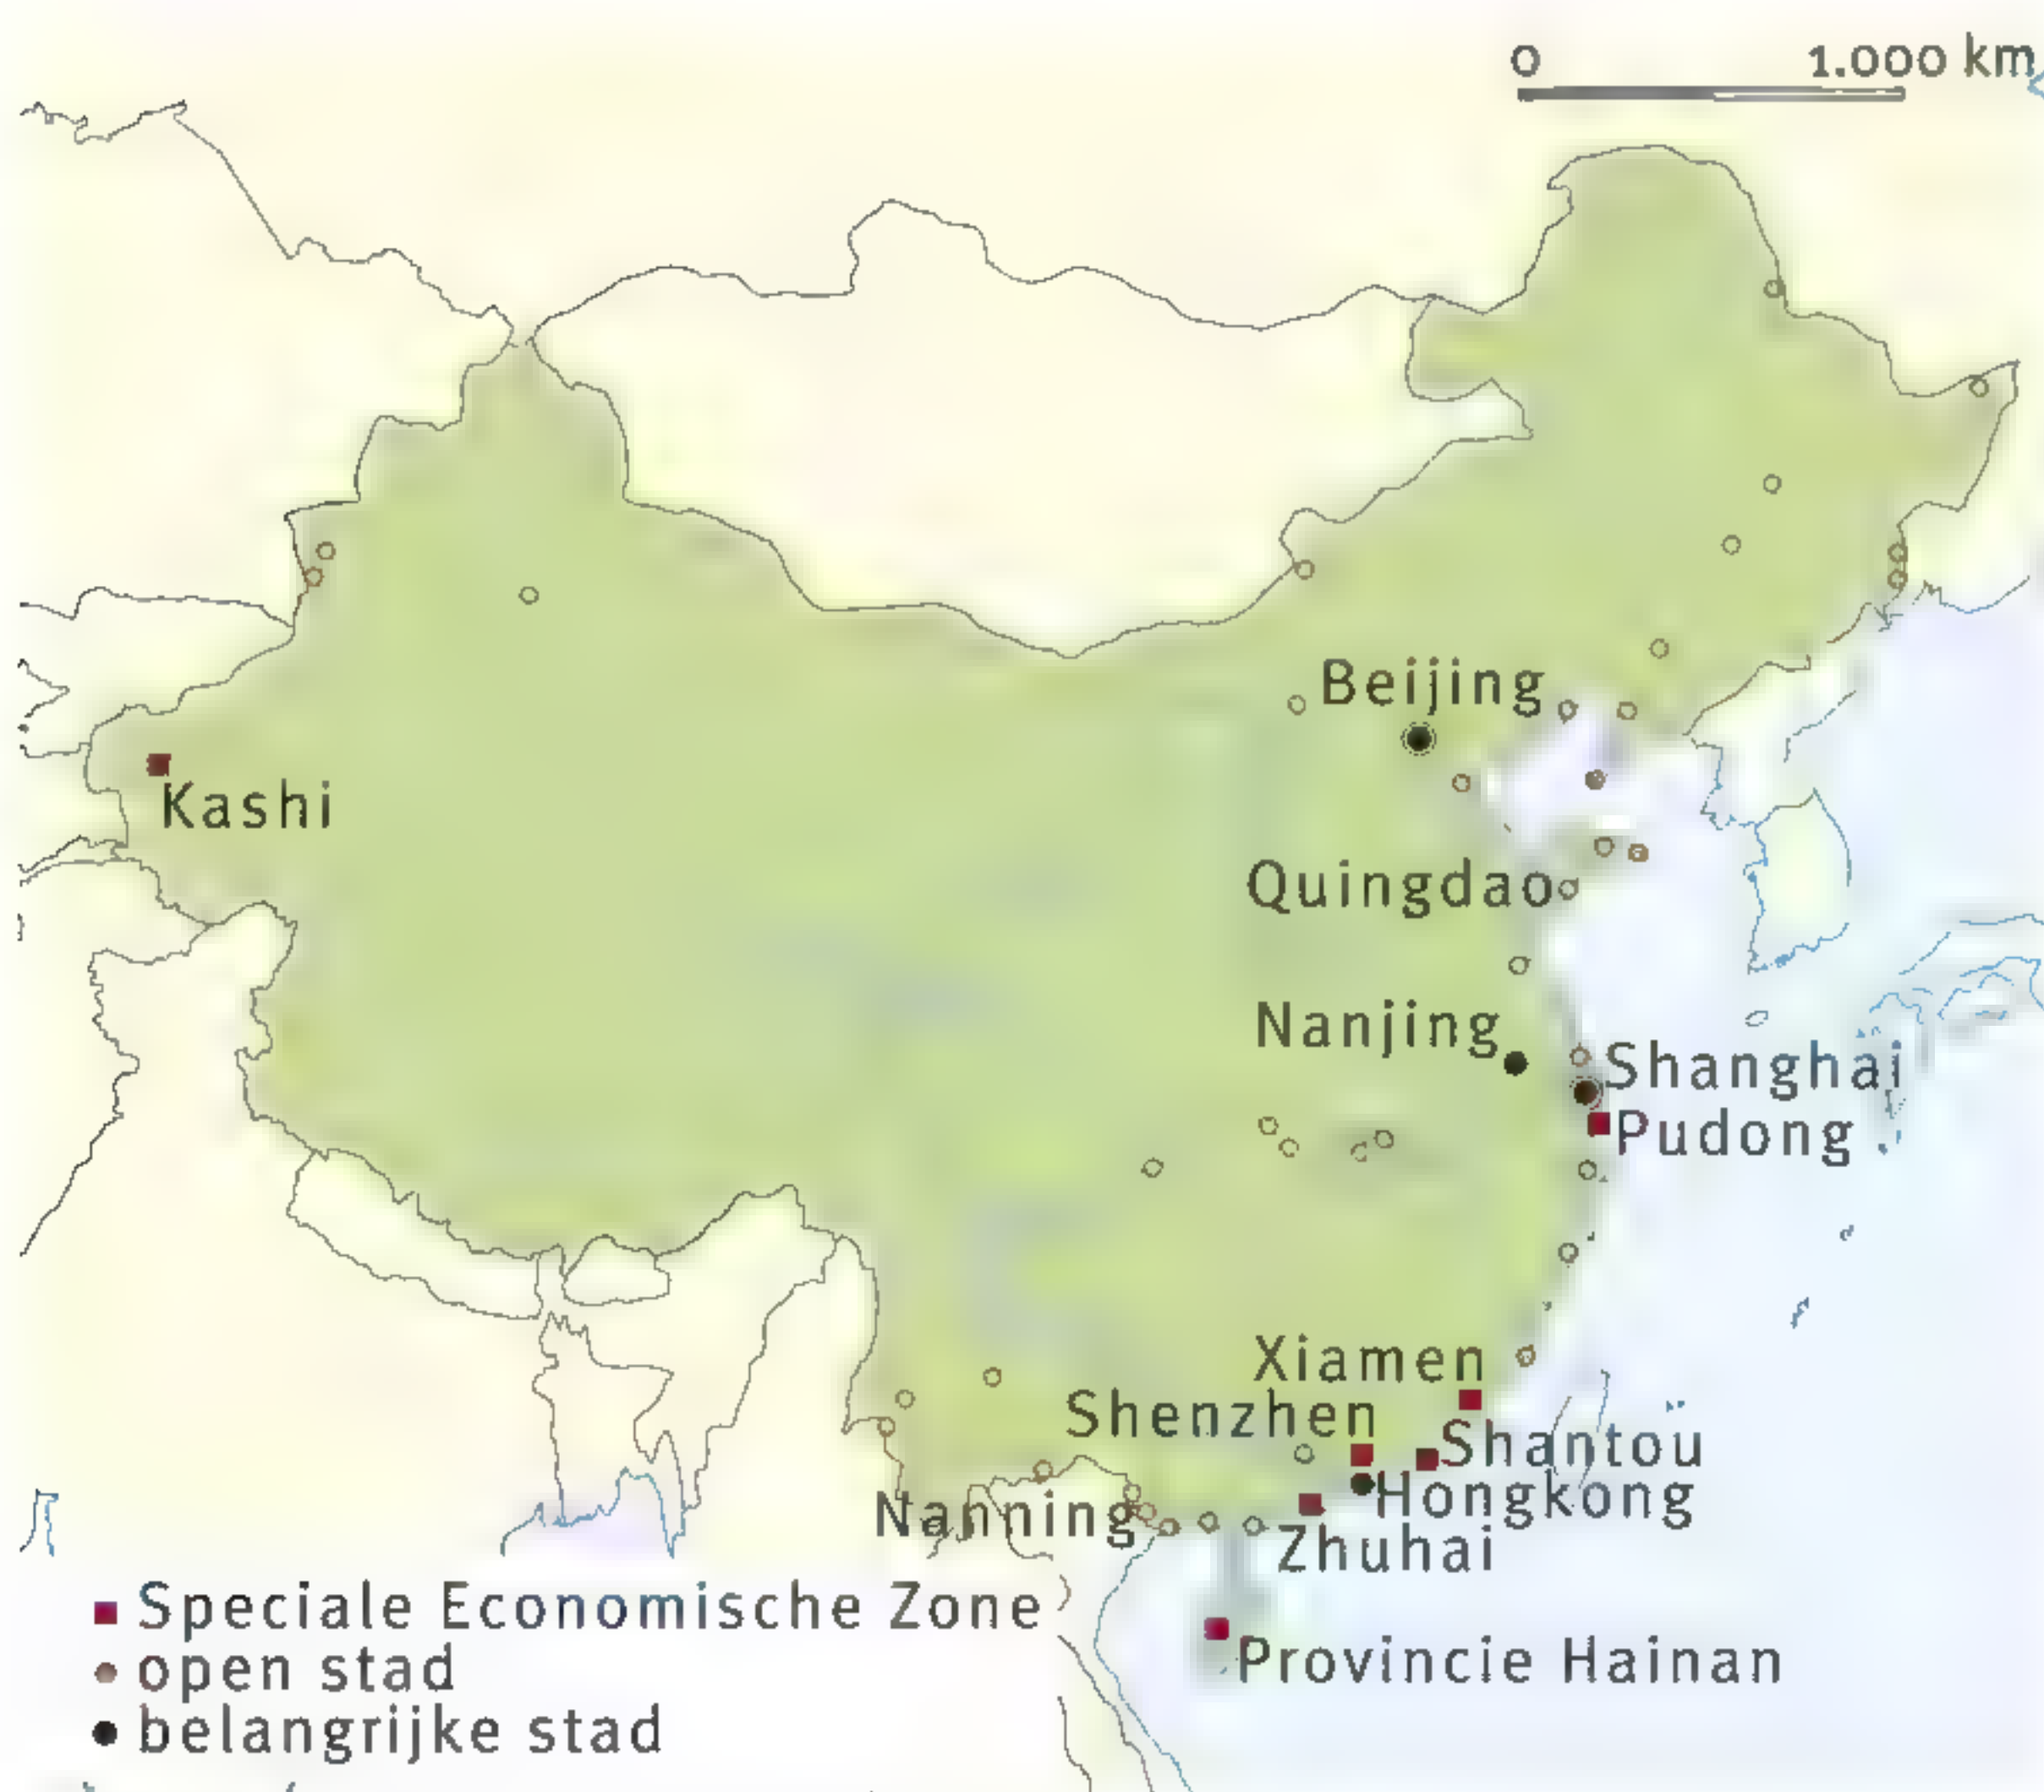 0 1.000 km
Beijing
Kashi
Quingdao
Nanjing
Shanghai
Pudong
Xiamen
Shenzhen
Shantou
Nanning
Hongkong
Zhuhai
Speciale Economische Zone
Provincie Hainan
open stad
belangrijke stad